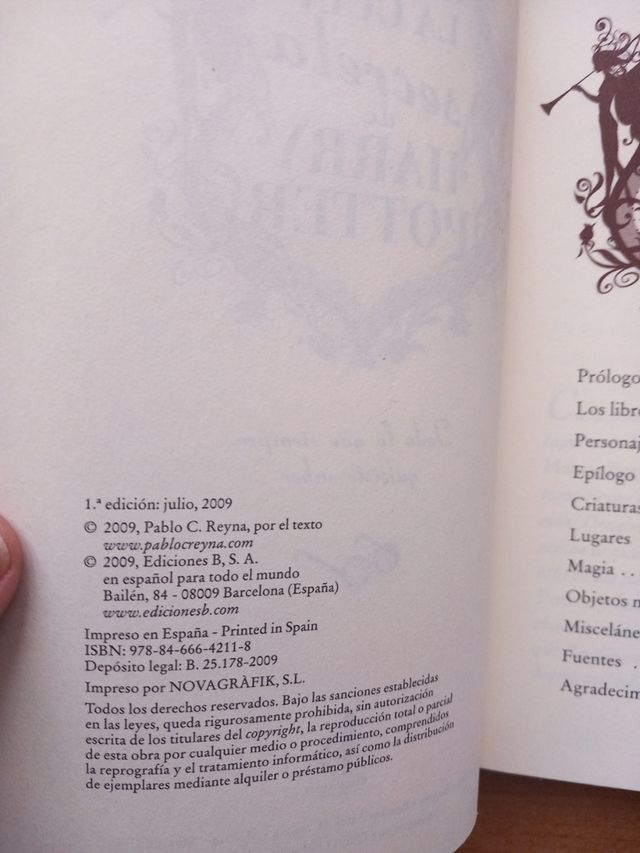 1.ª edición: julio, 2009
© 2009, Pablo C. Reyna, por el texto
www.pablocreyna.com
© 2009, Ediciones B, S. A.
en español para todo el mundo
Bailén, 84 - 08009 Barcelona (España)
www.edicionesb.com
Impreso en España - Printed in Spain
ISBN: 978-84-666-4211-8
Depósito legal: B. 25.178-2009
Impreso por NOVAGRÀFIK, S.L.
Todos los derechos reservados. Bajo las sanciones establecidas
en las leyes, queda rigurosamente prohibida, sin autorización
escrita de los titulares del copyright, la reproducción total o parcial
de esta obra por cualquier medio o procedimiento, comprendidos
la reprografía y el tratamiento informático, así como la distribución
de ejemplares mediante alquiler o préstamo públicos.
secreta
HARRY
POTTER
Prólogo
Los libr
Personaj
Epílogo
Criaturas
Lugares
Magia . .
Objetos
Misceláne
Fuentes .
Agradecim